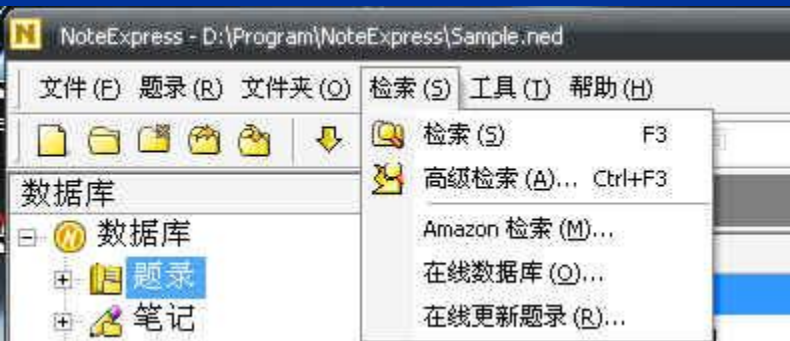 NoteExpress - D:\Program\NoteExpress\Sample.ned
文件(F) 题录(R) 文件夹(O) 检索(S) 工具(T) 帮助(H)
检索(S) F3
高级检索(A)... Ctrl+F3
Amazon 检索(M)...
在线数据库(O)...
在线更新题录(R)...
数据库
数据库
题录
笔记